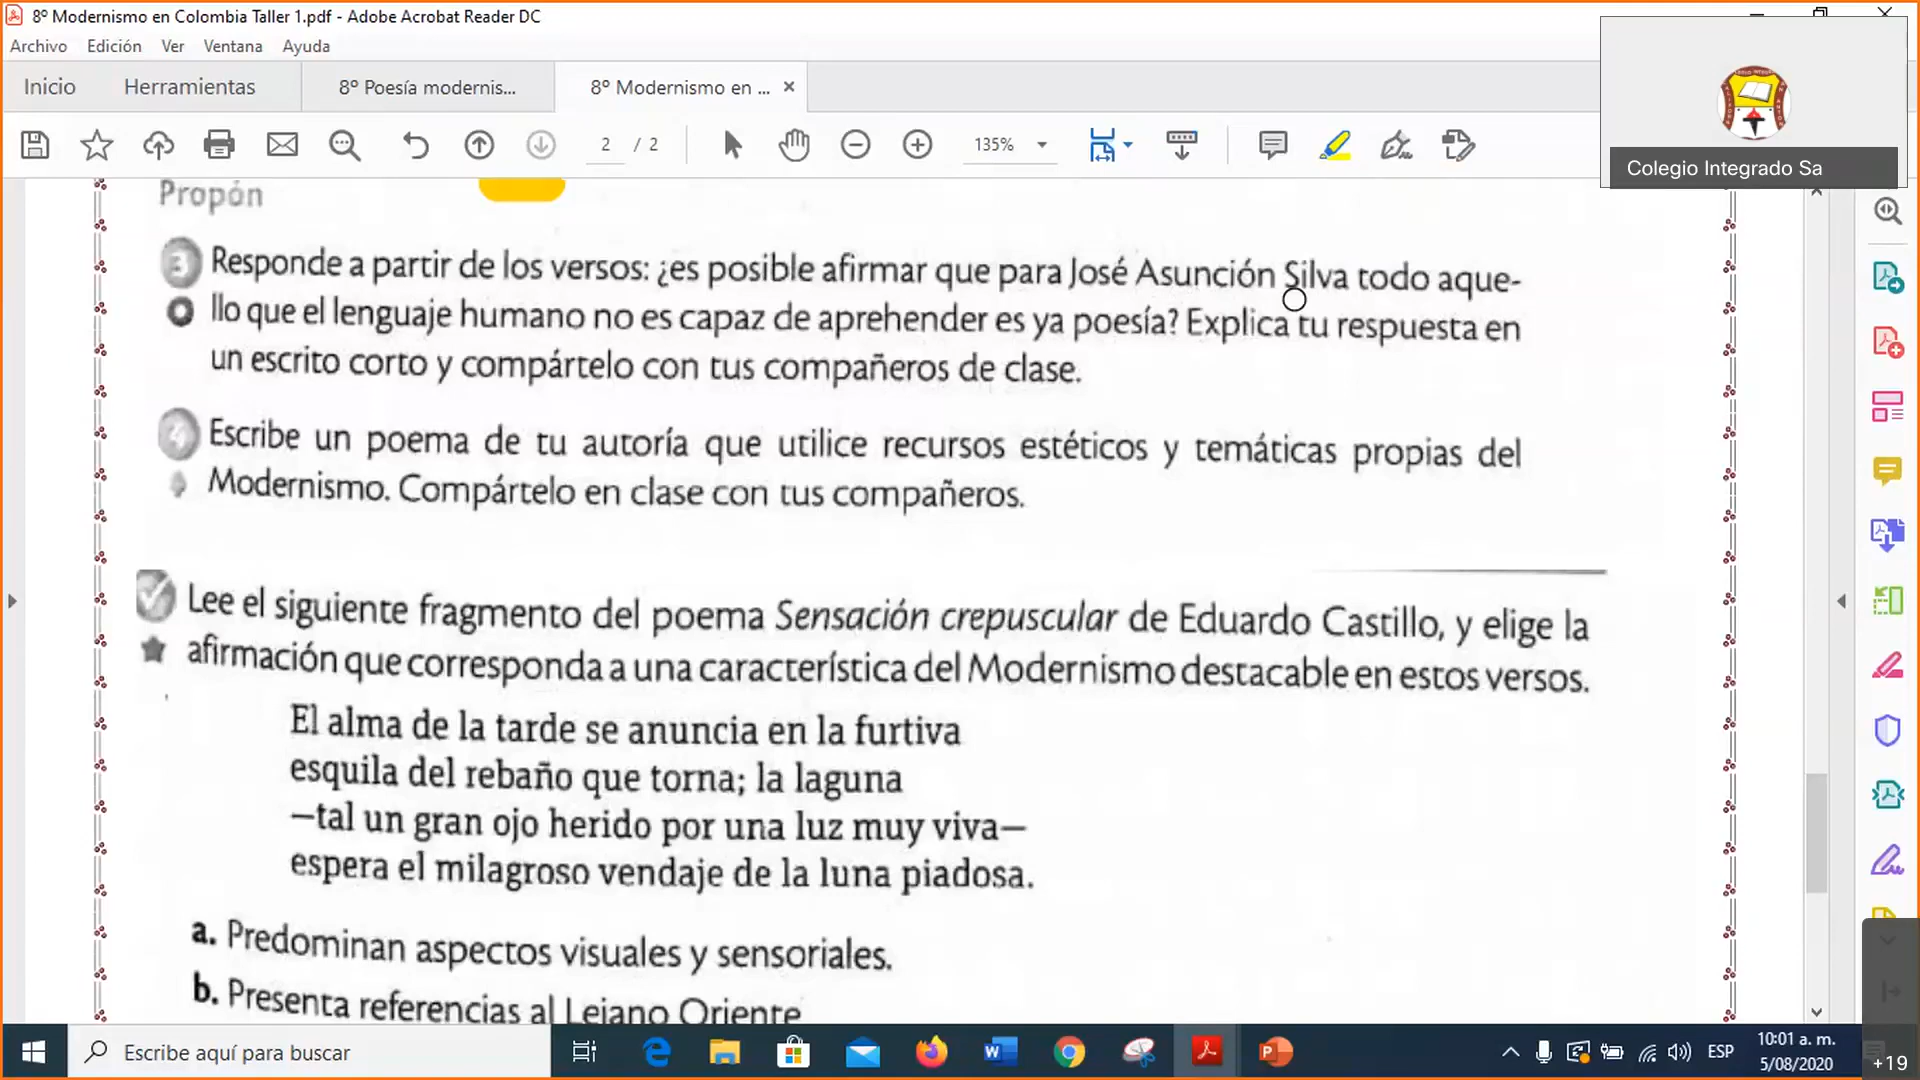 8º Modernismo en Colombia Taller 1.pdf - Adobe Acrobat Reader DC
Archivo Edición Ver Ventana Ayuda
Inicio Herramientas 8º Poesía modernis... 8º Modernismo en ...
2 / 2 135%
Colegio Integrado Sa
Propón
3 Responde a partir de los versos: ¿es posible afirmar que para José Asunción Silva todo aque-
llo que el lenguaje humano no es capaz de aprehender es ya poesía? Explica tu respuesta en
un escrito corto y compártelo con tus compañeros de clase.
4 Escribe un poema de tu autoría que utilice recursos estéticos y temáticas propias del
Modernismo. Compártelo en clase con tus compañeros.
Lee el siguiente fragmento del poema Sensación crepuscular de Eduardo Castillo, y elige la
afirmación que corresponda a una característica del Modernismo destacable en estos versos.
El alma de la tarde se anuncia en la furtiva
esquila del rebaño que torna; la laguna
—tal un gran ojo herido por una luz muy viva—
espera el milagroso vendaje de la luna piadosa.
a. Predominan aspectos visuales y sensoriales.
b. Presenta referencias al Lejano Oriente
Escribe aquí para buscar
ESP
10:01 a. m.
5/08/2020
+19